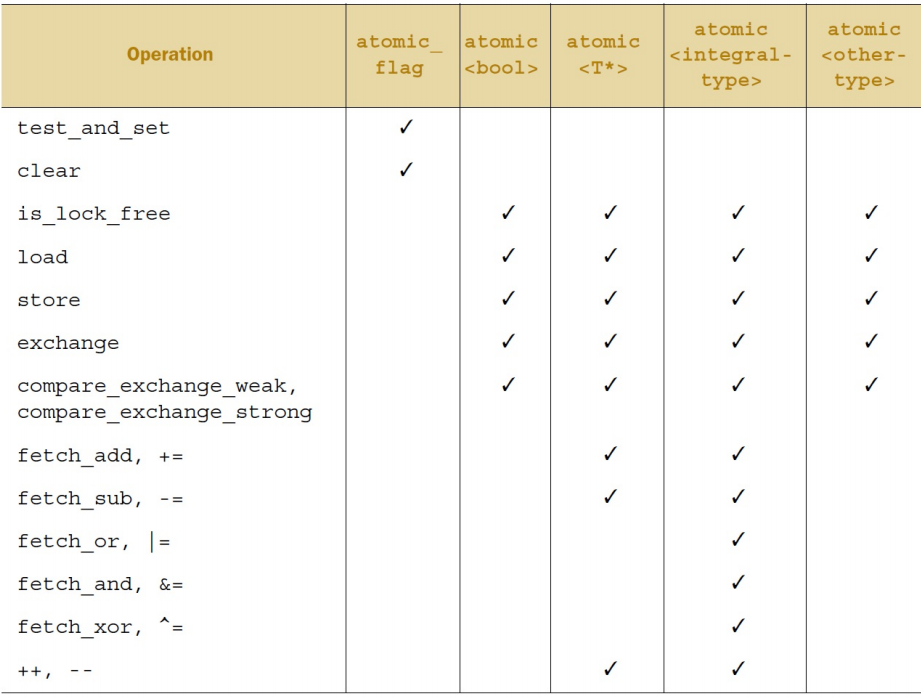 Operation atomic_ flag atomic <bool> atomic <T*> atomic <integral- type> atomic <other- type>
test_and_set ✓
clear ✓
is_lock_free ✓ ✓ ✓ ✓
load ✓ ✓ ✓ ✓
store ✓ ✓ ✓ ✓
exchange ✓ ✓ ✓ ✓
compare_exchange_weak, ✓ ✓ ✓ ✓
compare_exchange_strong
fetch_add, += ✓ ✓
fetch_sub, -= ✓ ✓
fetch_or, |= ✓
fetch_and, &= ✓
fetch_xor, ^= ✓
++, -- ✓ ✓